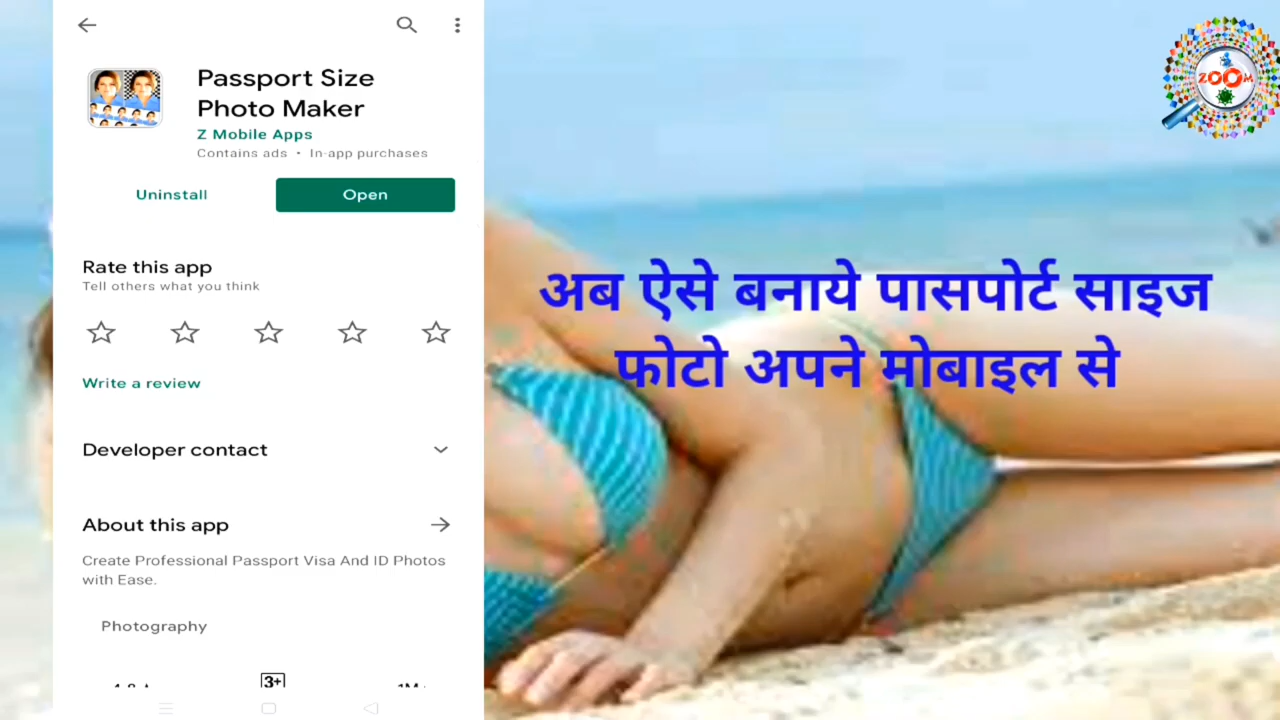 Passport Size
Photo Maker
Z Mobile Apps
Contains ads • In-app purchases
Uninstall
Open
Rate this app
Tell others what you think
Write a review
Developer contact
About this app
Create Professional Passport Visa And ID Photos
with Ease.
Photography
3+
अब ऐसे बनाये पासपोर्ट साइज
फोटो अपने मोबाइल से
ZOOM